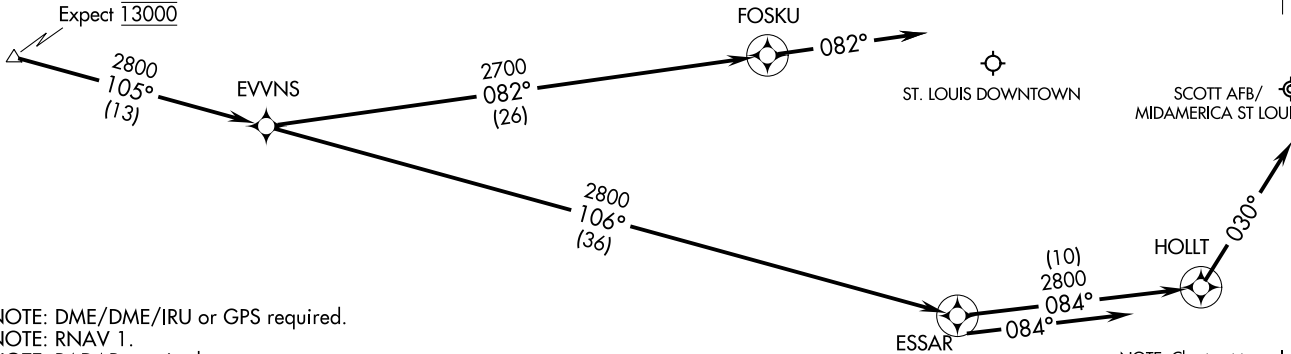 Expect 13000
2800
105°
(13)
EVVNS
2700
082°
(26)
FOSKU
082°
ST. LOUIS DOWNTOWN
SCOTT AFB/
MIDAMERICA ST LOUI
2800
106°
(36)
ESSAR
(10)
2800
084°
084°
HOLLT
030°
NOTE: DME/DME/IRU or GPS required.
NOTE: RNAV 1.